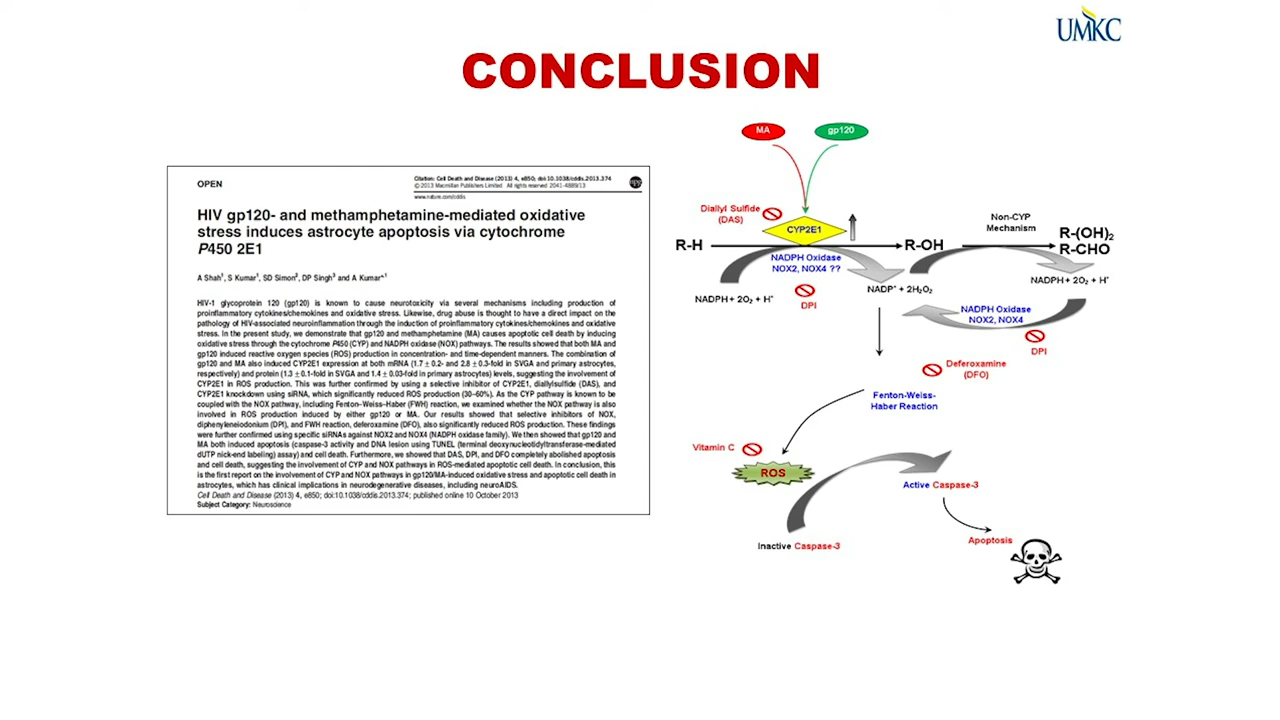 UMKC
CONCLUSION
OPEN
Citation: Cell Death and Disease (2013) 4, e850; doi:10.1038/cddis.2013.374
© 2013 Macmillan Publishers Limited All rights reserved 2041-4889/13
www.nature.com/cddis
HIV gp120- and methamphetamine-mediated oxidative
stress induces astrocyte apoptosis via cytochrome
P450 2E1
A Shah¹, S Kumar¹, SD Simon², DP Singh³ and A Kumar*,¹
HIV-1 glycoprotein 120 (gp120) is known to cause neurotoxicity via several mechanisms including production of
proinflammatory cytokines/chemokines and oxidative stress. Likewise, drug abuse is thought to have a direct impact on the
pathology of HIV-associated neuroinflammation through the induction of proinflammatory cytokines/chemokines and oxidative
stress. In the present study, we demonstrate that gp120 and methamphetamine (MA) causes apoptotic cell death by inducing
oxidative stress through the cytochrome P450 (CYP) and NADPH oxidase (NOX) pathways. The results showed that both MA and
gp120 induced reactive oxygen species (ROS) production in concentration- and time-dependent manners. The combination of
gp120 and MA also induced CYP2E1 expression at both mRNA (1.7±0.2- and 2.8±0.3-fold in SVGA and primary astrocytes,
respectively) and protein (1.3±0.1-fold in SVGA and 1.4±0.03-fold in primary astrocytes) levels, suggesting the involvement of
CYP2E1 in ROS production. This was further confirmed by using a selective inhibitor of CYP2E1, diallylsulfide (DAS), and
CYP2E1 knockdown using siRNA, which significantly reduced ROS production (30–60%). As the CYP pathway is known to be
coupled with the NOX pathway, including Fenton–Weiss–Haber (FWH) reaction, we examined whether the NOX pathway is also
involved in ROS production induced by either gp120 or MA. Our results showed that selective inhibitors of NOX,
diphenyleneiodonium (DPI), and FWH reaction, deferoxamine (DFO), also significantly reduced ROS production. These findings
were further confirmed using specific siRNAs against NOX2 and NOX4 (NADPH oxidase family). We then showed that gp120 and
MA both induced apoptosis (caspase-3 activity and DNA lesion using TUNEL (terminal deoxynucleotidyltransferase-mediated
dUTP nick-end labeling) assay) and cell death. Furthermore, we showed that DAS, DPI, and DFO completely abolished apoptosis
and cell death, suggesting the involvement of CYP and NOX pathways in ROS-mediated apoptotic cell death. In conclusion, this
is the first report on the involvement of CYP and NOX pathways in gp120/MA-induced oxidative stress and apoptotic cell death in
astrocytes, which has clinical implications in neurodegenerative diseases, including neuroAIDS.
Cell Death and Disease (2013) 4, e850; doi:10.1038/cddis.2013.374; published online 10 October 2013
Subject Category: Neuroscience
MA
gp120
Diallyl Sulfide
(DAS)
CYP2E1
Non-CYP
Mechanism
R-H
R-OH
R-(OH)₂
R-CHO
NADPH Oxidase
NOX2, NOX4 ??
NADPH + 2O₂ + H⁺
DPI
NADP⁺ + 2H₂O₂
NADPH + 2O₂ + H⁺
NADPH Oxidase
NOX2, NOX4
DPI
Deferoxamine
(DFO)
Fenton-Weiss-
Haber Reaction
Vitamin C
ROS
Active Caspase-3
Inactive Caspase-3
Apoptosis